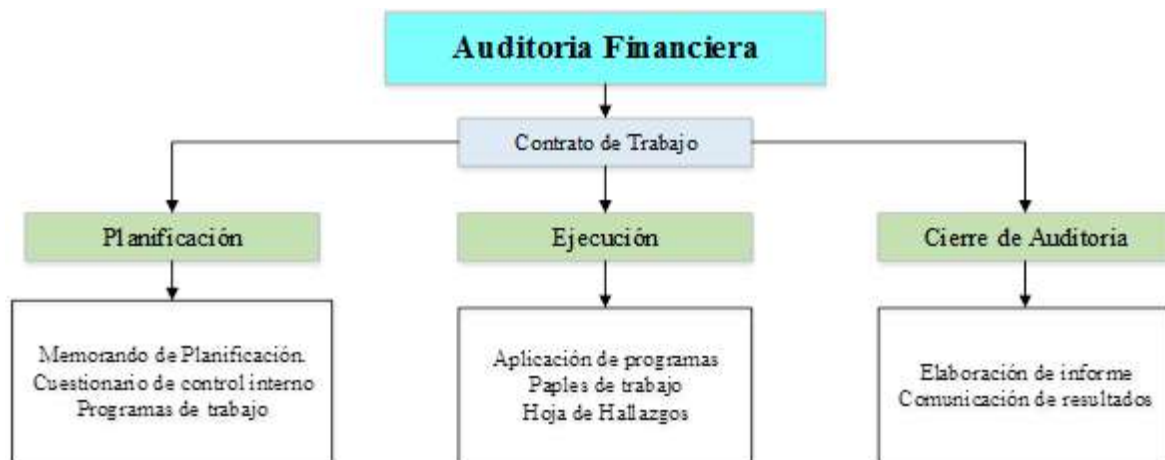 Auditoria Financiera
Contrato de Trabajo
Planificación
Memorando de Planificación.
Cuestionario de control interno
Programas de trabajo
Ejecución
Aplicación de programas
Paples de trabajo
Hoja de Hallazgos
Cierre de Auditoria
Elaboración de informe
Comunicación de resultados